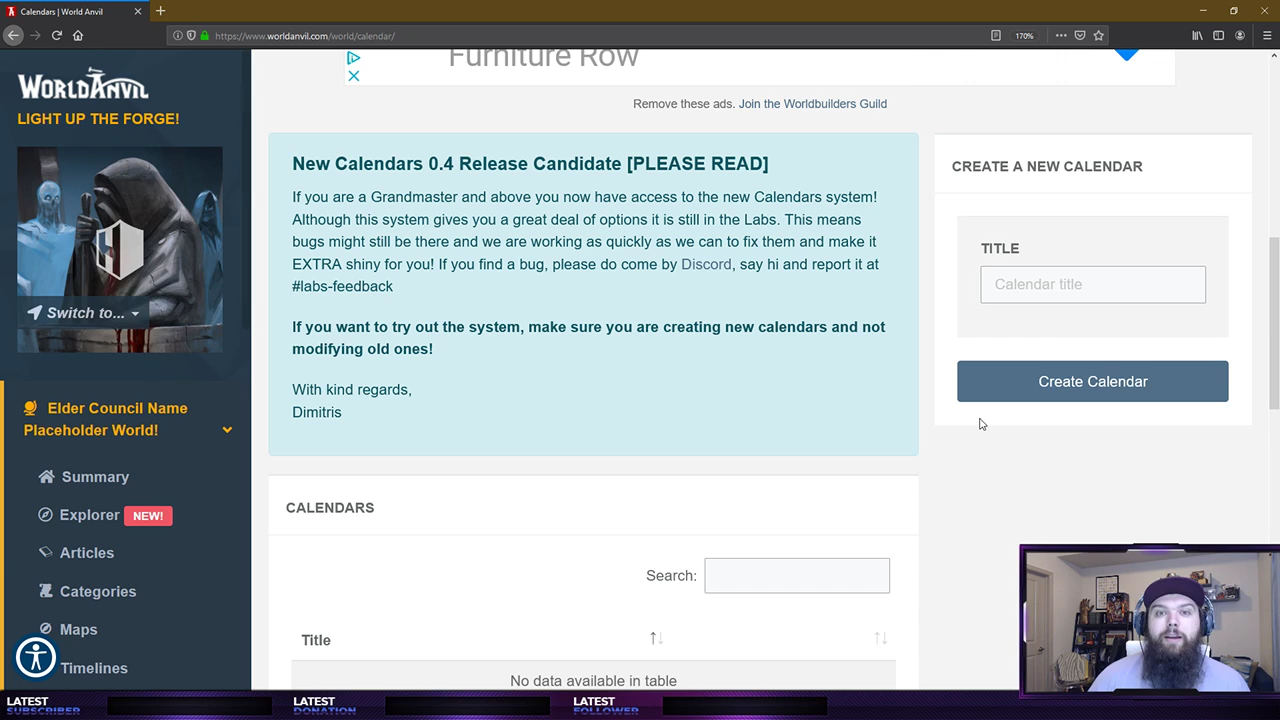 Calendars | World Anvil
https://www.worldanvil.com/world/calendar/
170%
WORLDANVIL
LIGHT UP THE FORGE!
Switch to...
Elder Council Name
Placeholder World!
Summary
Explorer NEW!
Articles
Categories
Maps
Timelines
Furniture Row
Remove these ads. Join the Worldbuilders Guild
New Calendars 0.4 Release Candidate [PLEASE READ]
If you are a Grandmaster and above you now have access to the new Calendars system!
Although this system gives you a great deal of options it is still in the Labs. This means
bugs might still be there and we are working as quickly as we can to fix them and make it
EXTRA shiny for you! If you find a bug, please do come by Discord, say hi and report it at
#labs-feedback
If you want to try out the system, make sure you are creating new calendars and not
modifying old ones!
With kind regards,
Dimitris
CALENDARS
Search:
Title
No data available in table
CREATE A NEW CALENDAR
TITLE
Calendar title
Create Calendar
LATEST
SUBSCRIBER
LATEST
DONATION
LATEST
FOLLOWER